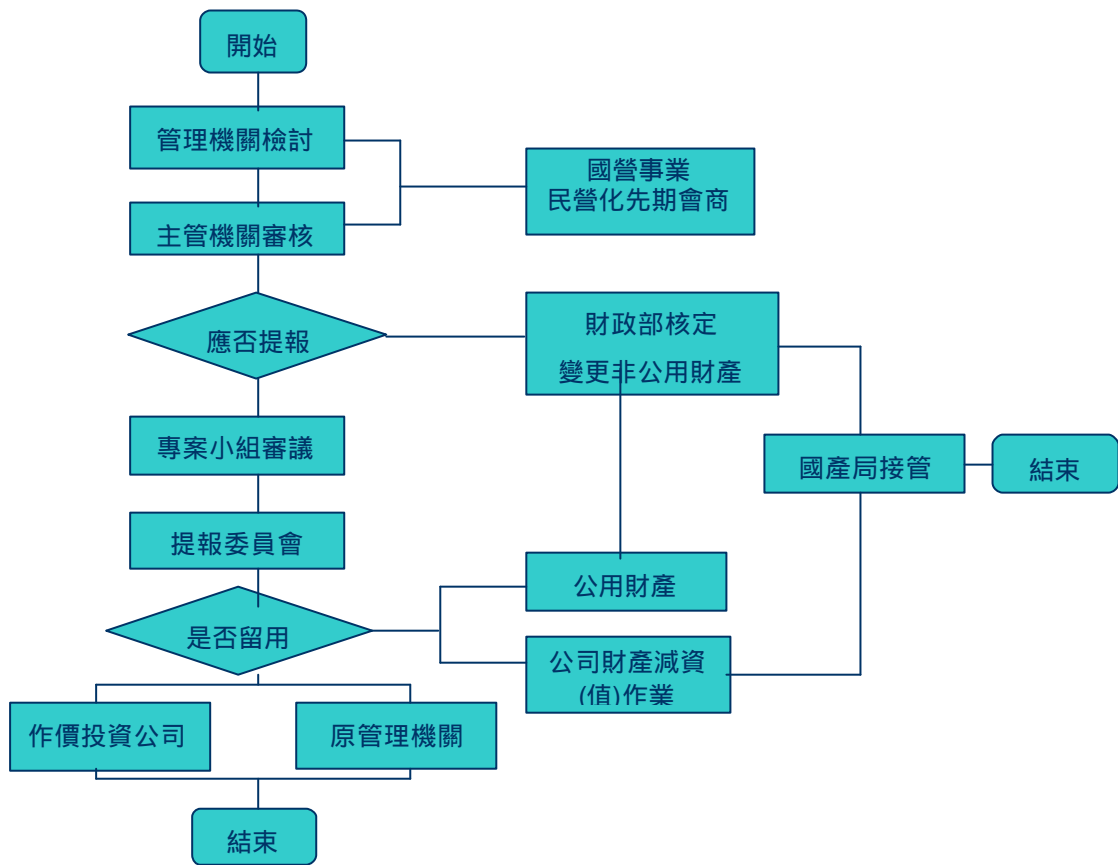 開始
管理機關檢討
國營事業
民營化先期會商
主管機關審核
應否提報
財政部核定
變更非公用財產
專案小組審議
國產局接管
結束
提報委員會
公用財產
是否留用
公司財產減資
(值)作業
作價投資公司
原管理機關
結束